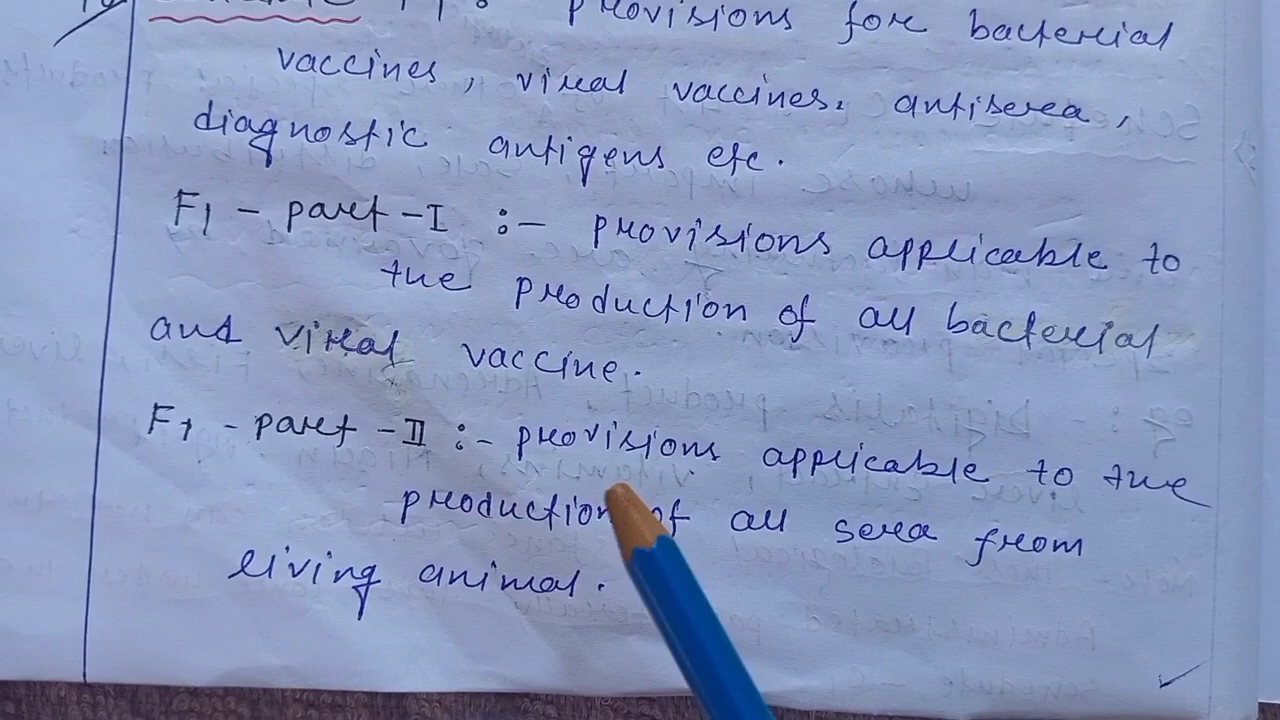 F1 : provisions for bacterial
vaccines, viral vaccines, antisera,
diagnostic antigens etc.
F1 - part - I :- provisions applicable to
the production of all bacterial
and viral vaccine.
F1 - part - II :- provisions applicable to the
production of all sera from
living animal.